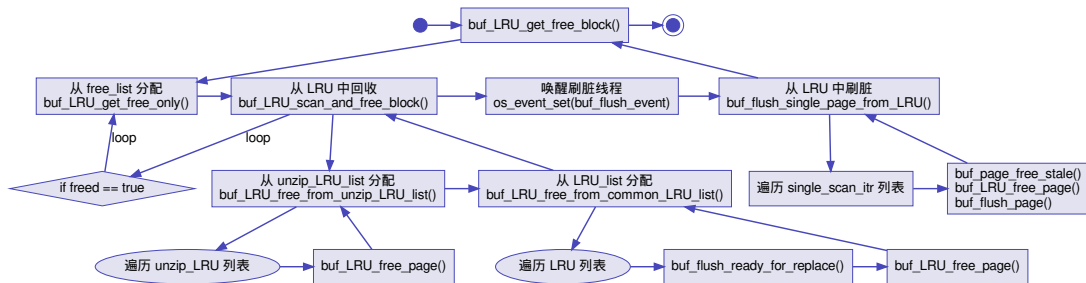 buf_LRU_get_free_block()
从 free_list 分配
buf_LRU_get_free_only()
从 LRU 中回收
buf_LRU_scan_and_free_block()
唤醒刷脏线程
os_event_set(buf_flush_event)
从 LRU 中刷脏
buf_flush_single_page_from_LRU()
loop
loop
if freed == true
从 unzip_LRU_list 分配
buf_LRU_free_from_unzip_LRU_list()
从 LRU_list 分配
buf_LRU_free_from_common_LRU_list()
遍历 single_scan_itr 列表
buf_page_free_stale()
buf_LRU_free_page()
buf_flush_page()
遍历 unzip_LRU 列表
buf_LRU_free_page()
遍历 LRU 列表
buf_flush_ready_for_replace()
buf_LRU_free_page()